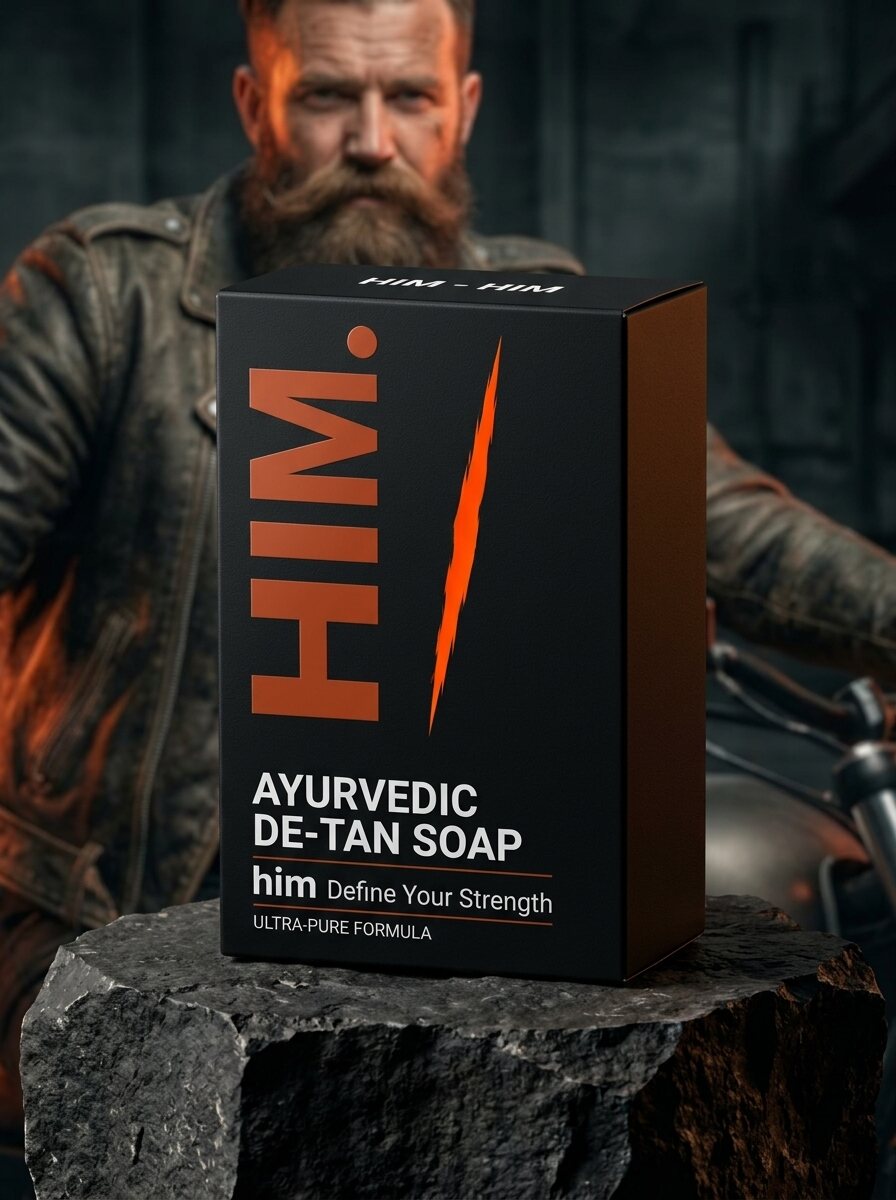 HIM - HIM
HIM.
AYURVEDIC
DE-TAN SOAP
him Define Your Strength
ULTRA-PURE FORMULA